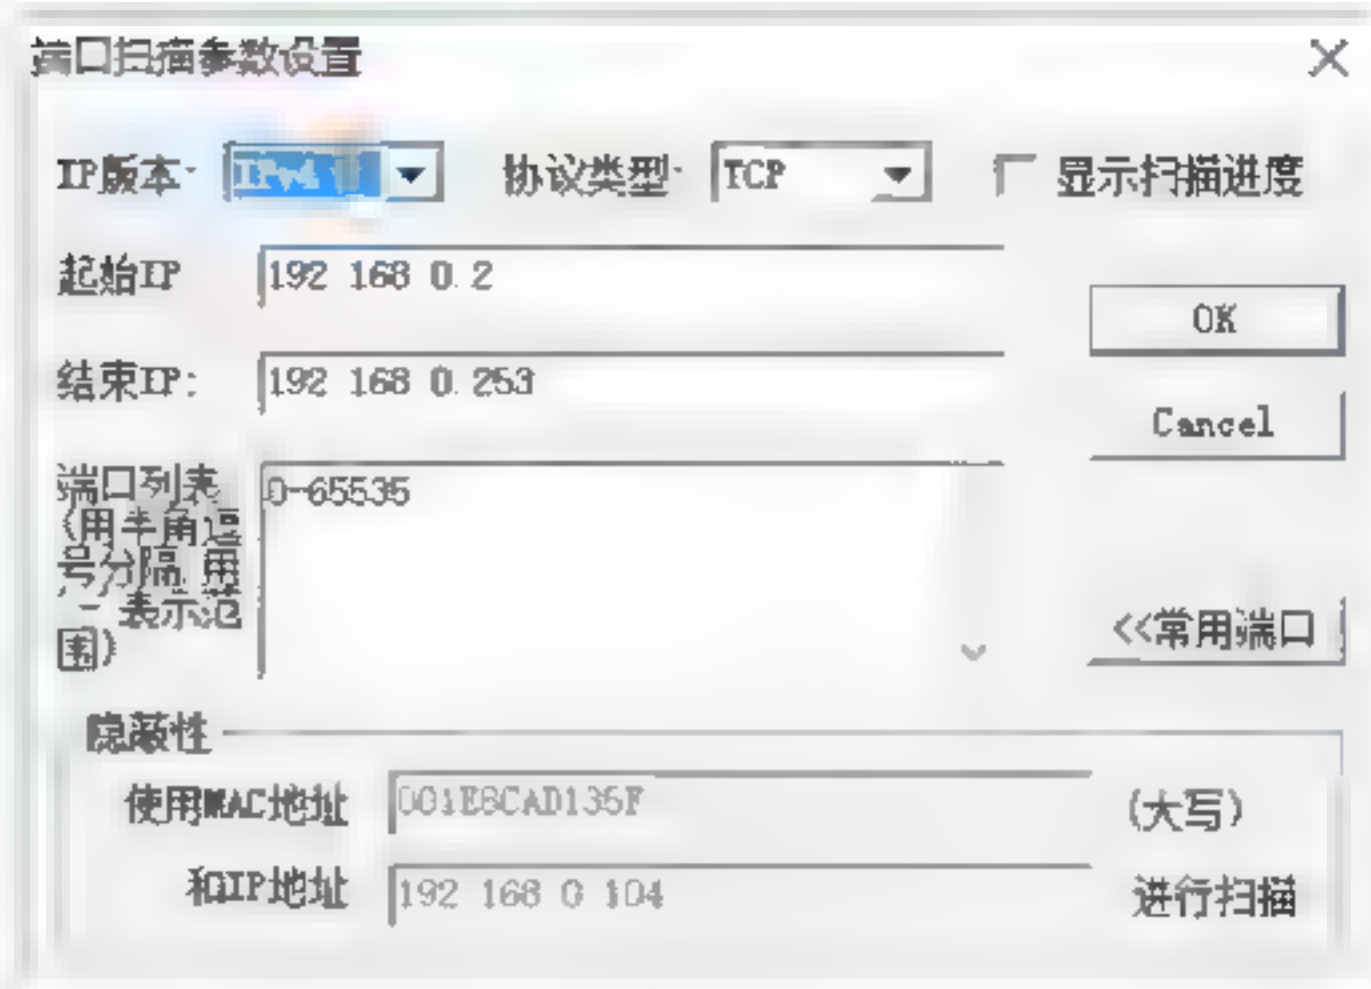 端口扫描参数设置
IP版本: IPv4 协议类型: TCP 显示扫描进度
起始IP 192 168 0.2
OK
结束IP: 192 168 0.253
Cancel
端口列表 0-65535
(用半角逗
号分隔,用
- 表示范
围)
<<常用端口
隐蔽性
使用MAC地址 (大写)
和IP地址 192 168 0 104 进行扫描